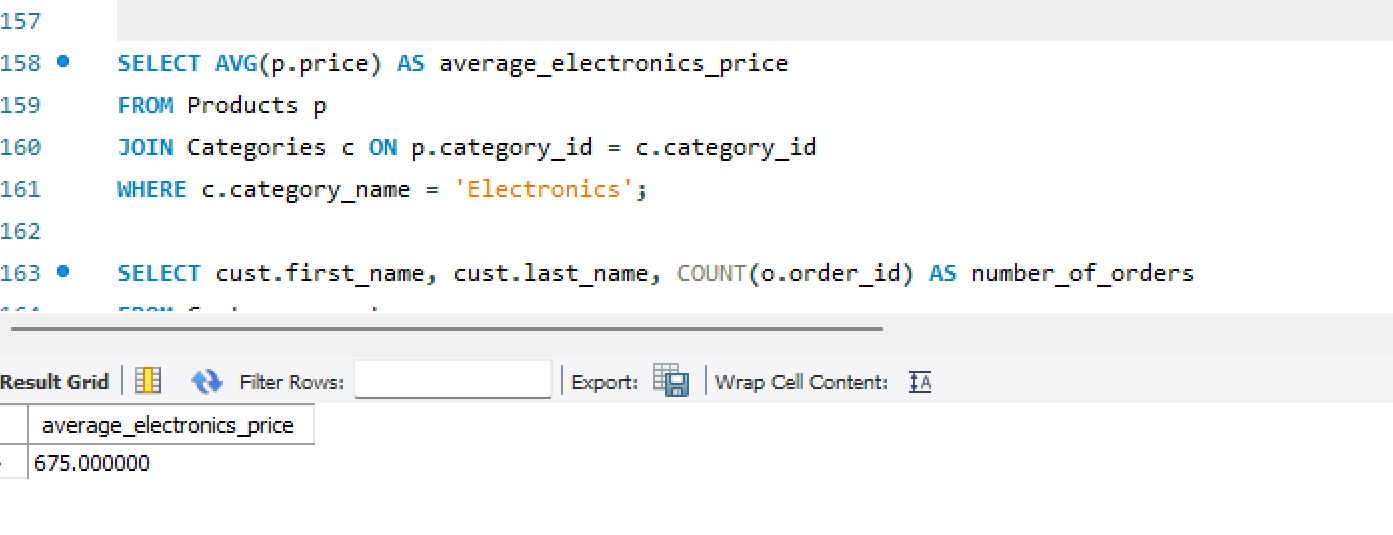 157
158 SELECT AVG(p.price) AS average_electronics_price
159 FROM Products p
160 JOIN Categories c ON p.category_id = c.category_id
161 WHERE c.category_name = 'Electronics';
162
163 SELECT cust.first_name, cust.last_name, COUNT(o.order_id) AS number_of_orders
Result Grid Filter Rows: Export: Wrap Cell Content: IA
average_electronics_price
675.000000